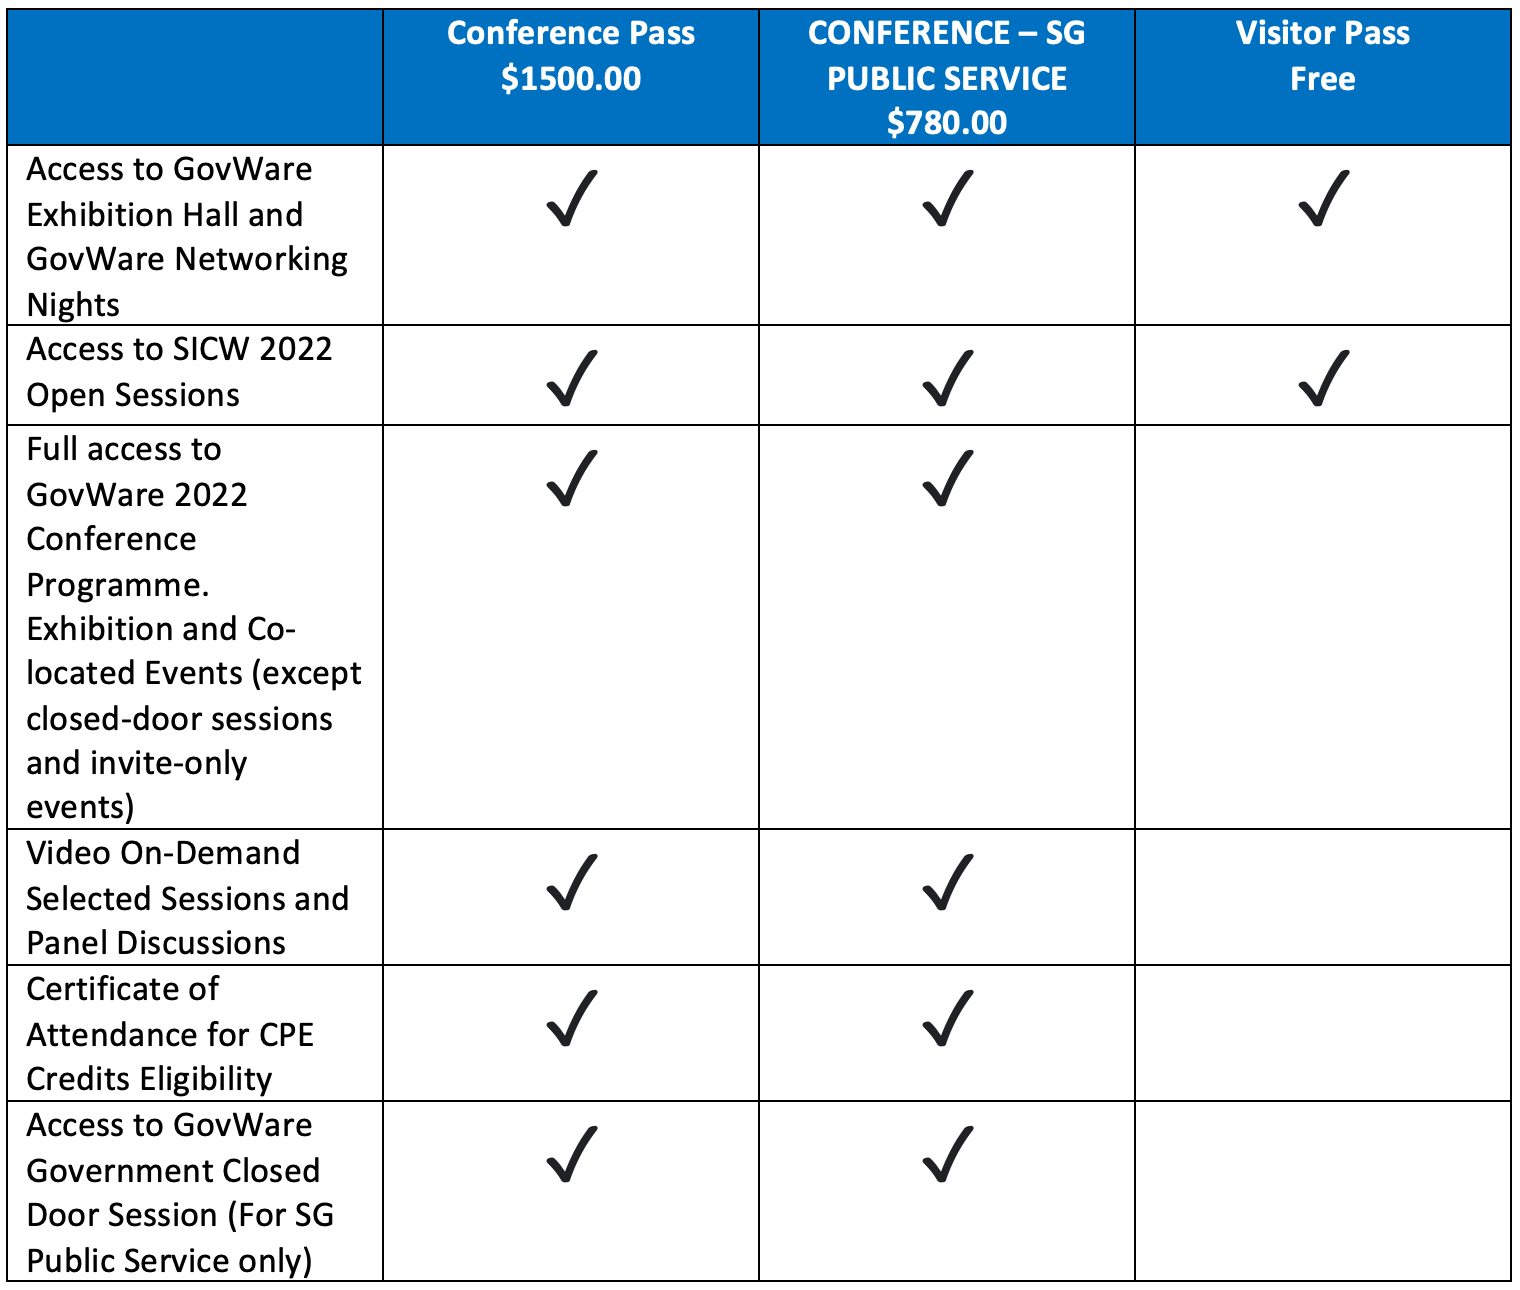 Conference Pass
$1500.00
CONFERENCE – SG
PUBLIC SERVICE
$780.00
Visitor Pass
Free
Access to GovWare
Exhibition Hall and
GovWare Networking
Nights
✓ ✓ ✓
Access to SICW 2022
Open Sessions
✓ ✓ ✓
Full access to
GovWare 2022
Conference
Programme.
Exhibition and Co-
located Events (except
closed-door sessions
and invite-only
events)
✓ ✓
Video On-Demand
Selected Sessions and
Panel Discussions
✓ ✓
Certificate of
Attendance for CPE
Credits Eligibility
✓ ✓
Access to GovWare
Government Closed
Door Session (For SG
Public Service only)
✓ ✓